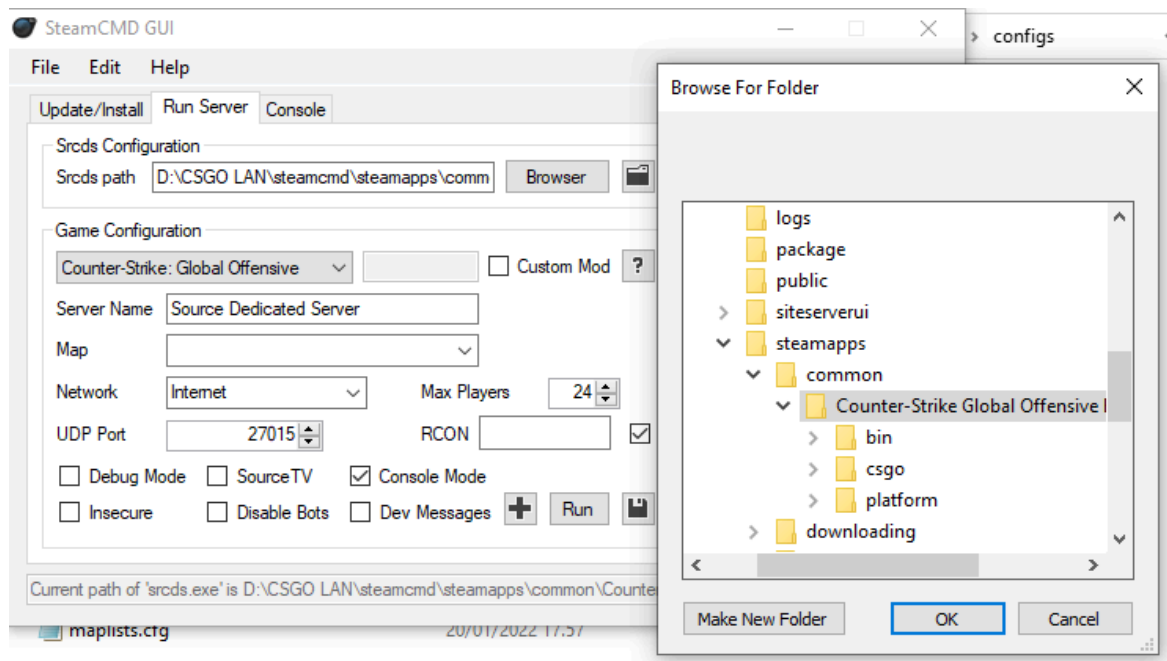 SteamCMD GUI
File Edit Help
Update/Install Run Server Console
Srcds Configuration
Srcds path D:\CSGO LAN\steamcmd\steamapps\comm Browser
Game Configuration
Counter-Strike: Global Offensive Custom Mod ?
Server Name Source Dedicated Server
Map
Network Internet Max Players 24
UDP Port 27015 RCON
Debug Mode SourceTV Console Mode
Insecure Disable Bots Dev Messages Run
Current path of 'srcds.exe' is D:\CSGO LAN\steamcmd\steamapps\common\Counte
maplists.cfg 20/01/2022 17:57
configs
Browse For Folder
logs
package
public
siteserverui
steamapps
common
Counter-Strike Global Offensive
bin
csgo
platform
downloading
Make New Folder OK Cancel